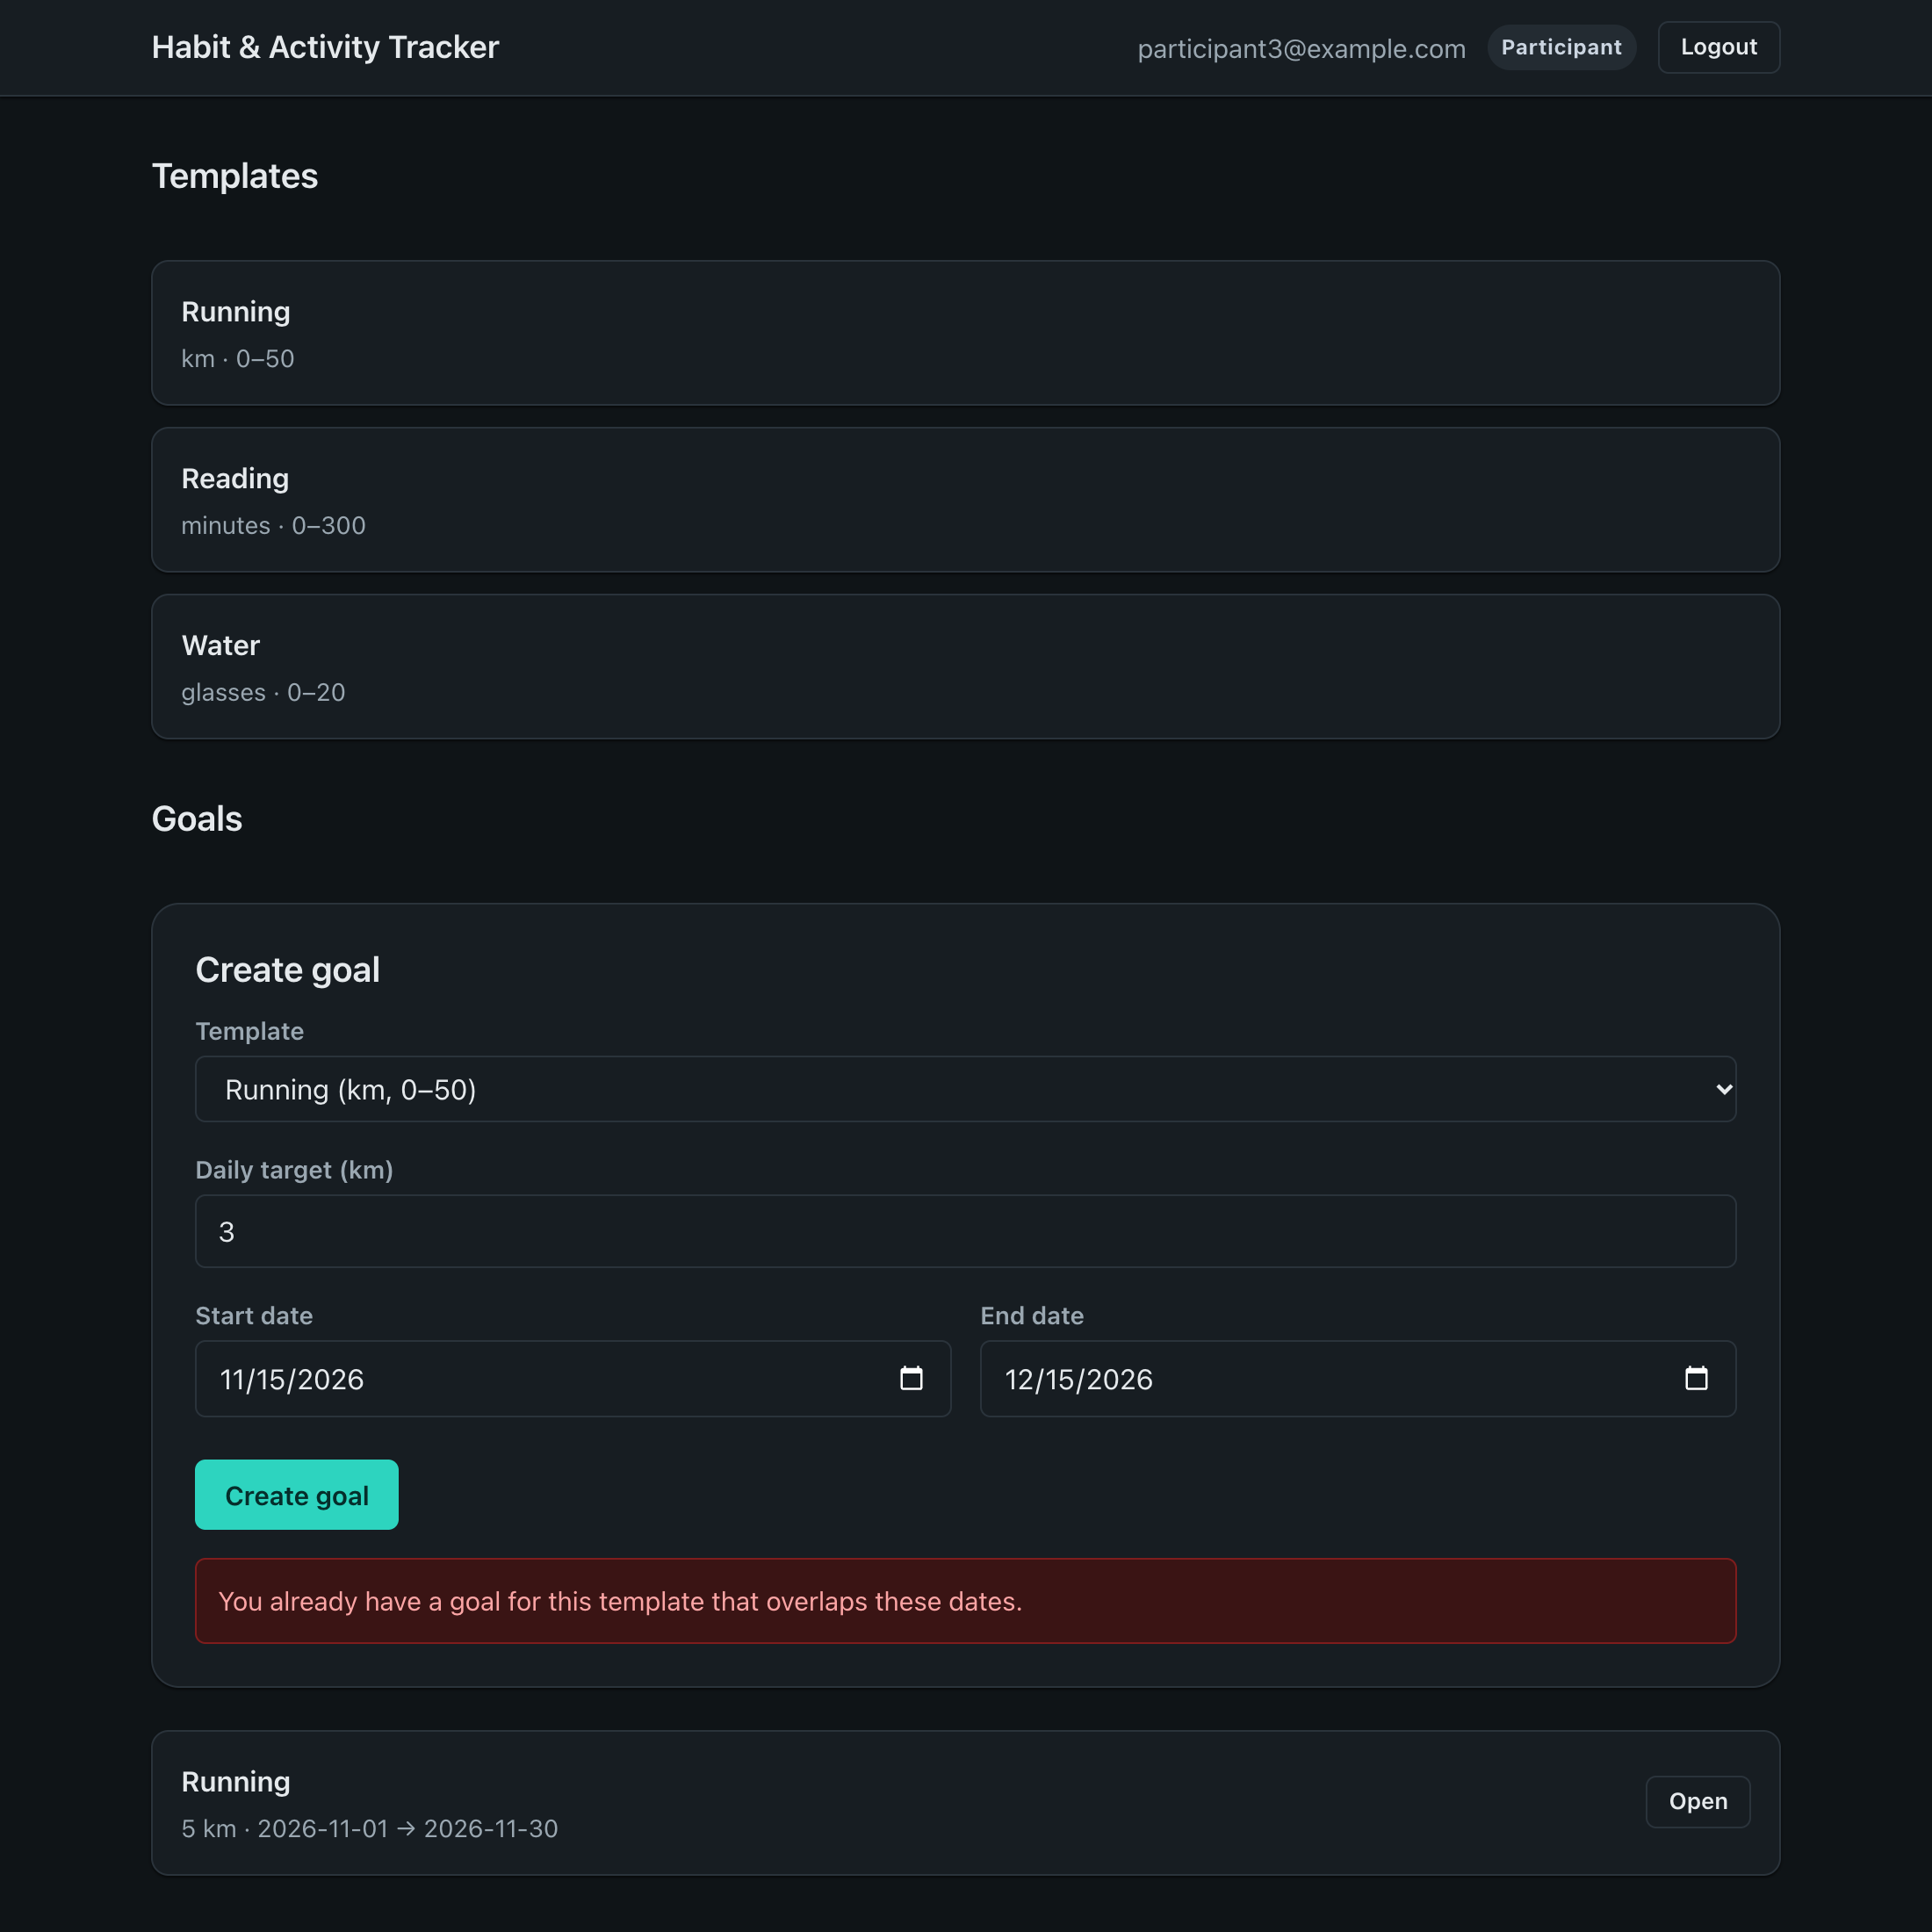 Habit & Activity Tracker
participant3@example.com Participant Logout
Templates
Running
km · 0–50
Reading
minutes · 0–300
Water
glasses · 0–20
Goals
Create goal
Template
Running (km, 0–50)
Daily target (km)
3
Start date End date
11/15/2026 12/15/2026
Create goal
You already have a goal for this template that overlaps these dates.
Running
5 km · 2026-11-01 → 2026-11-30
Open